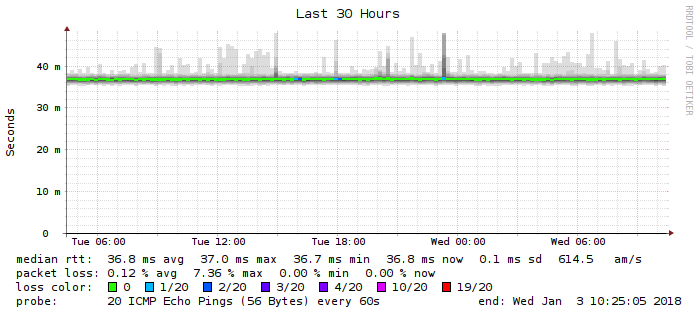 Last 30 Hours
RRDTOOL / TOBI OETIKER
Seconds
40 m
30 m
20 m
10 m
0
Tue 06:00 Tue 12:00 Tue 18:00 Wed 00:00 Wed 06:00
median rtt: 36.8 ms avg 37.0 ms max 36.7 ms min 36.8 ms now 0.1 ms sd 614.5 am/s
packet loss: 0.12 % avg 7.36 % max 0.00 % min 0.00 % now
loss color: 0 1/20 2/20 3/20 4/20 10/20 19/20
probe: 20 ICMP Echo Pings (56 Bytes) every 60s end: Wed Jan 3 10:25:05 2018